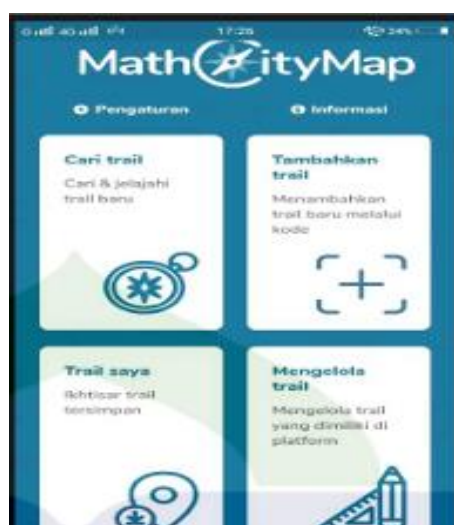 17:26
24%
MathCityMap
Pengaturan
Informasi
Cari trail
Cari & jelajahi
trail baru
Tambahkan
trail
Menambahkan
trail baru melalui
kode
Trail saya
Ikhtisar trail
tersimpan
Mengelola
trail
Mengelola trail
yang dimiliki di
platform